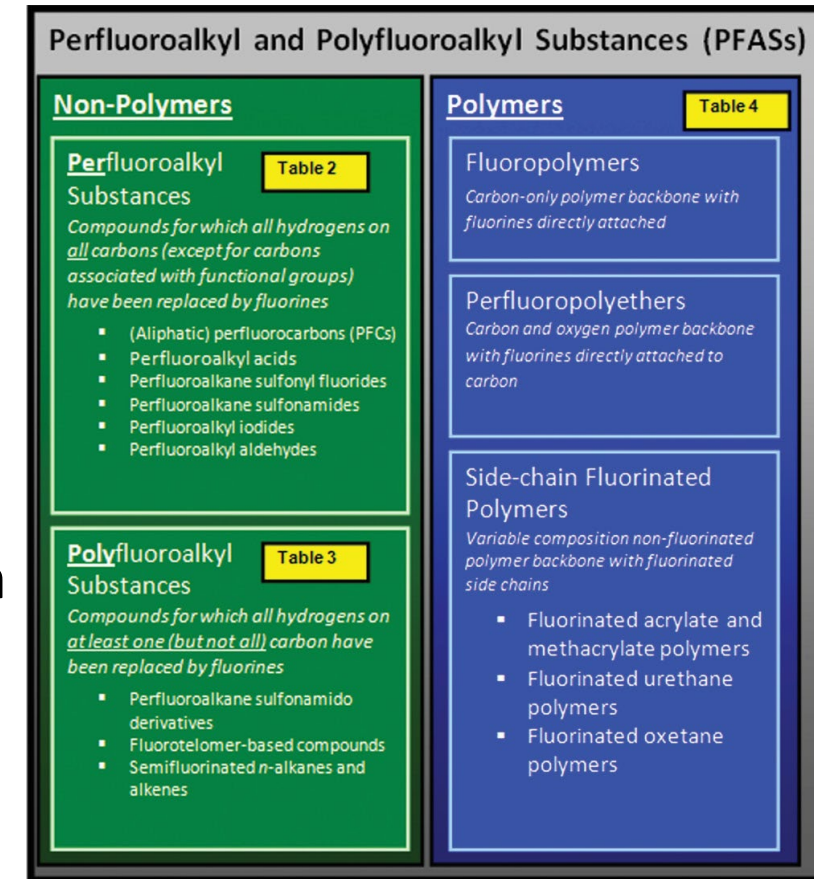 Perfluoroalkyl and Polyfluoroalkyl Substances (PFASs)
Non-Polymers
Perfluoroalkyl
Table 2
Substances
Compounds for which all hydrogens on
all carbons (except for carbons
associated with functional groups)
have been replaced by fluorines
▪ (Aliphatic) perfluorocarbons (PFCs)
▪ Perfluoroalkyl acids
▪ Perfluoroalkane sulfonyl fluorides
▪ Perfluoroalkane sulfonamides
▪ Perfluoroalkyl iodides
▪ Perfluoroalkyl aldehydes
Polyfluoroalkyl
Table 3
Substances
Compounds for which all hydrogens on
at least one (but not all) carbon have
been replaced by fluorines
▪ Perfluoroalkane sulfonamido
derivatives
▪ Fluorotelomer-based compounds
▪ Semifluorinated n-alkanes and
alkenes
Polymers
Table 4
Fluoropolymers
Carbon-only polymer backbone with
fluorines directly attached
Perfluoropolyethers
Carbon and oxygen polymer backbone
with fluorines directly attached to
carbon
Side-chain Fluorinated
Polymers
Variable composition non-fluorinated
polymer backbone with fluorinated
side chains
▪ Fluorinated acrylate and
methacrylate polymers
▪ Fluorinated urethane
polymers
▪ Fluorinated oxetane
polymers